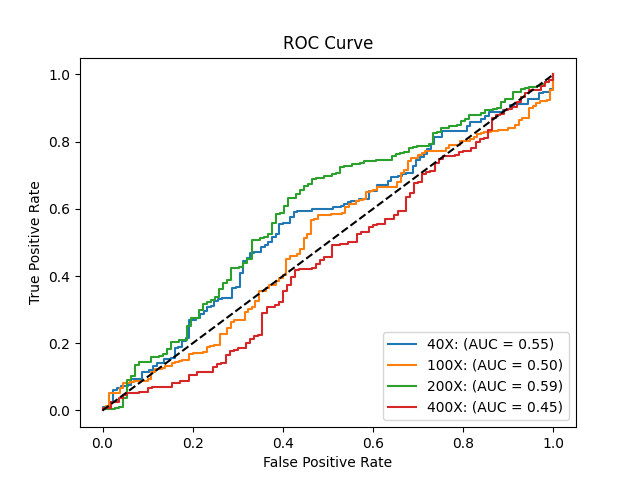 ROC Curve
True Positive Rate
1.0
0.8
0.6
0.4
0.2
0.0
40X: (AUC = 0.55)
100X: (AUC = 0.50)
200X: (AUC = 0.59)
400X: (AUC = 0.45)
0.0 0.2 0.4 0.6 0.8 1.0
False Positive Rate